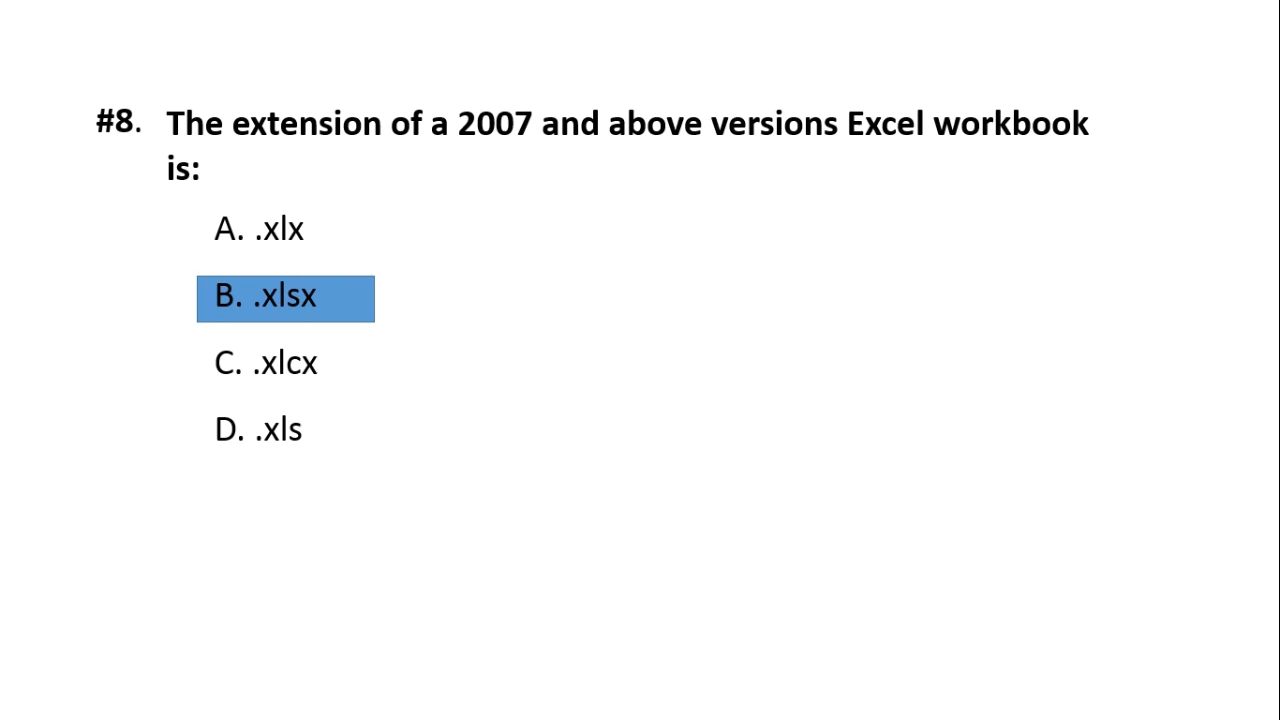 #8. The extension of a 2007 and above versions Excel workbook
is:
A. .xlx
B. .xlsx
C. .xlcx
D. .xls